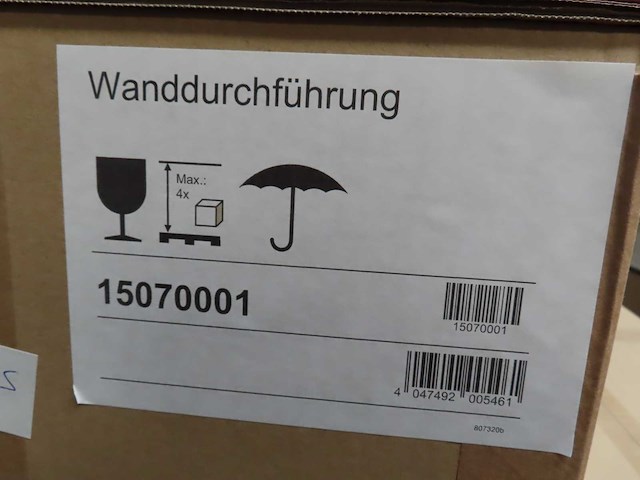 Wanddurchführung
Max.:
4x
15070001
15070001
4 047492 005461
807320b
S